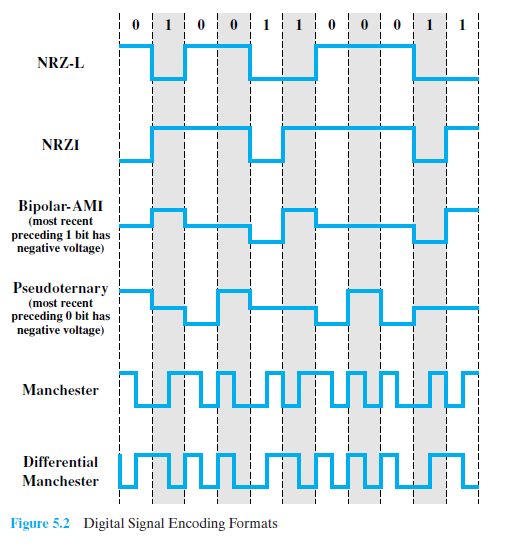 0 1 0 0 1 1 0 0 0 1 1
NRZ-L
NRZI
Bipolar-AMI
(most recent
preceding 1 bit has
negative voltage)
Pseudoternary
(most recent
preceding 0 bit has
negative voltage)
Manchester
Differential
Manchester
Figure 5.2 Digital Signal Encoding Formats